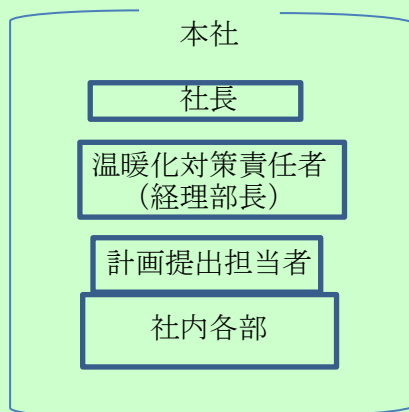 本社
社長
温暖化対策責任者
（経理部長）
計画提出担当者
社内各部